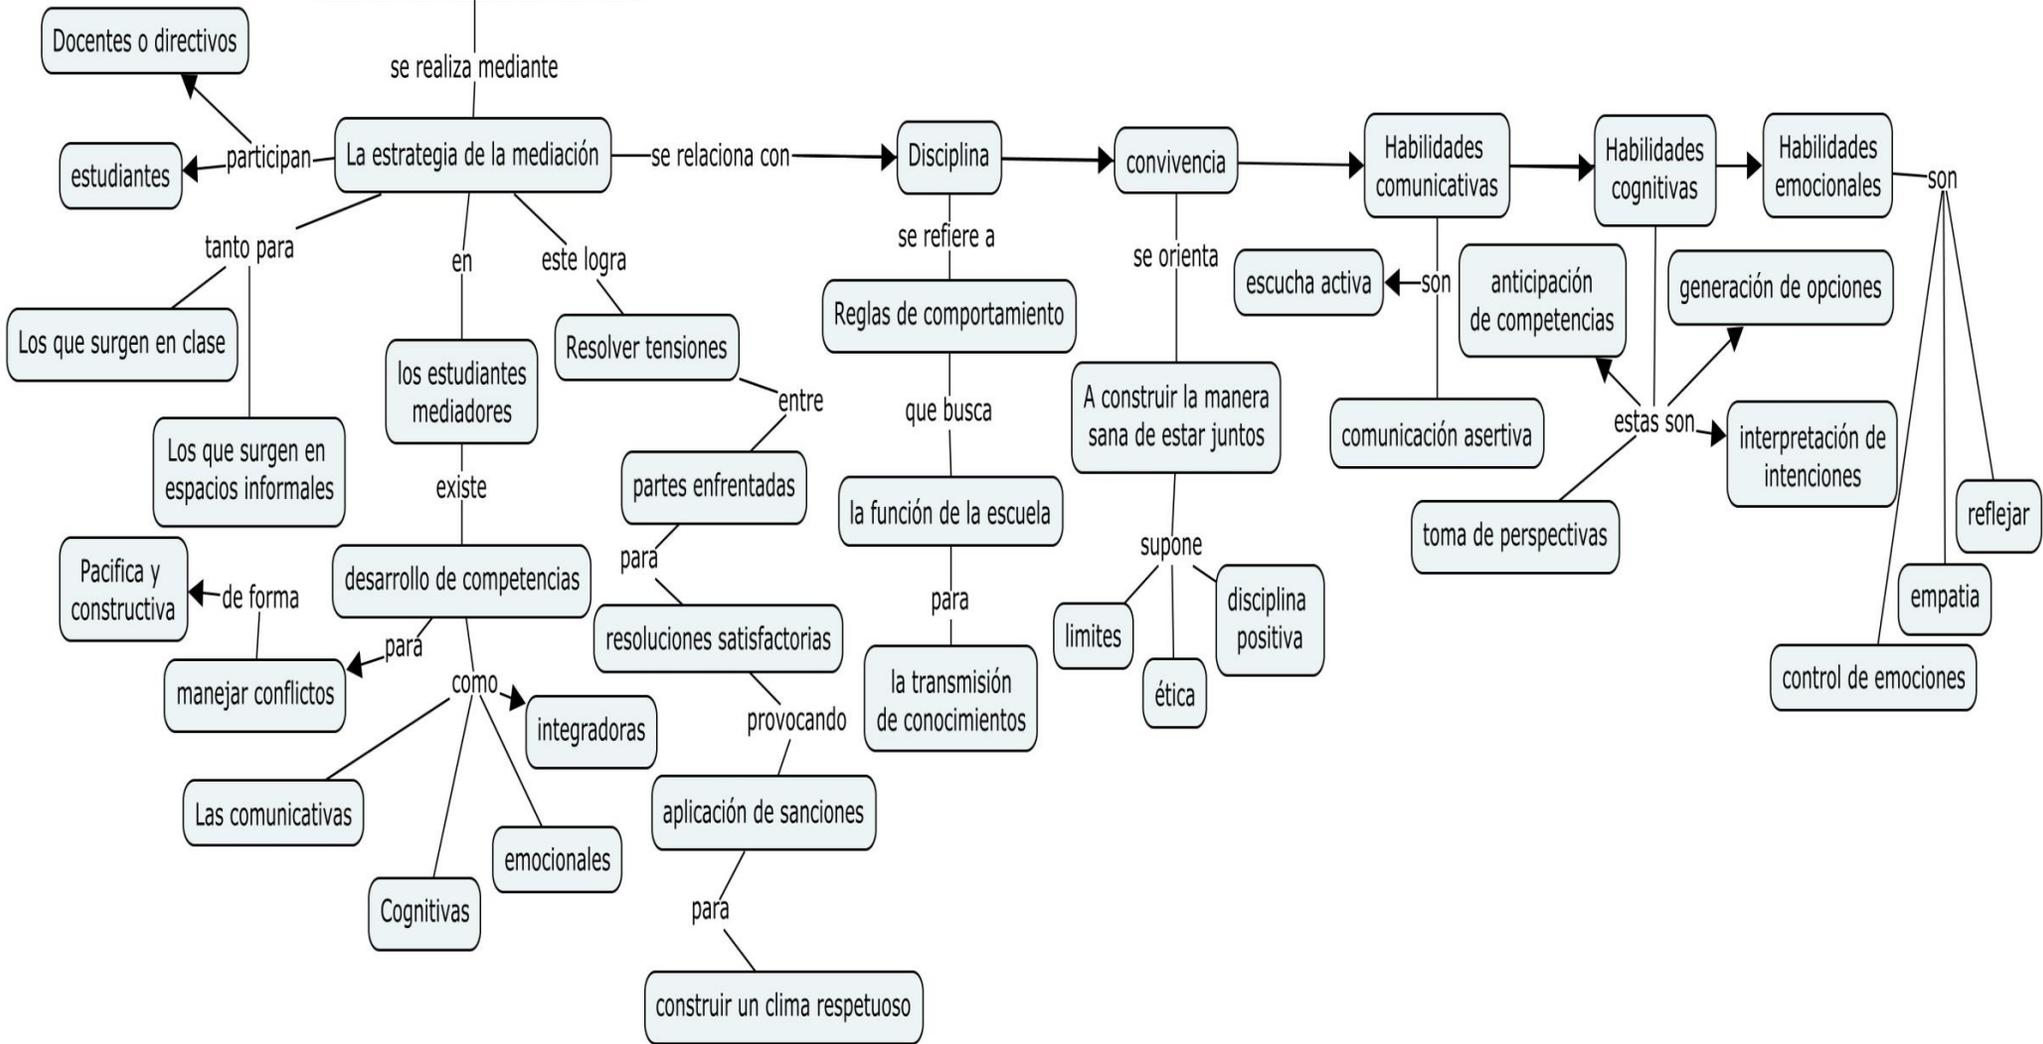 Docentes o directivos
se realiza mediante
estudiantes
participan
La estrategia de la mediación
se relaciona con
Disciplina
convivencia
Habilidades
comunicativas
Habilidades
cognitivas
Habilidades
emocionales
son
tanto para
en
este logra
se refiere a
se orienta
escucha activa
son
anticipación
de competencias
generación de opciones
Los que surgen en clase
los estudiantes
mediadores
Resolver tensiones
Reglas de comportamiento
entre
que busca
A construir la manera
sana de estar juntos
comunicación asertiva
estas son
interpretación de
intenciones
Los que surgen en
espacios informales
existe
partes enfrentadas
la función de la escuela
toma de perspectivas
reflejar
Pacifica y
constructiva
de forma
desarrollo de competencias
para
para
supone
disciplina
positiva
empatia
manejar conflictos
para
resoluciones satisfactorias
limites
ética
control de emociones
como
integradoras
provocando
la transmisión
de conocimientos
Las comunicativas
Cognitivas
emocionales
aplicación de sanciones
para
construir un clima respetuoso